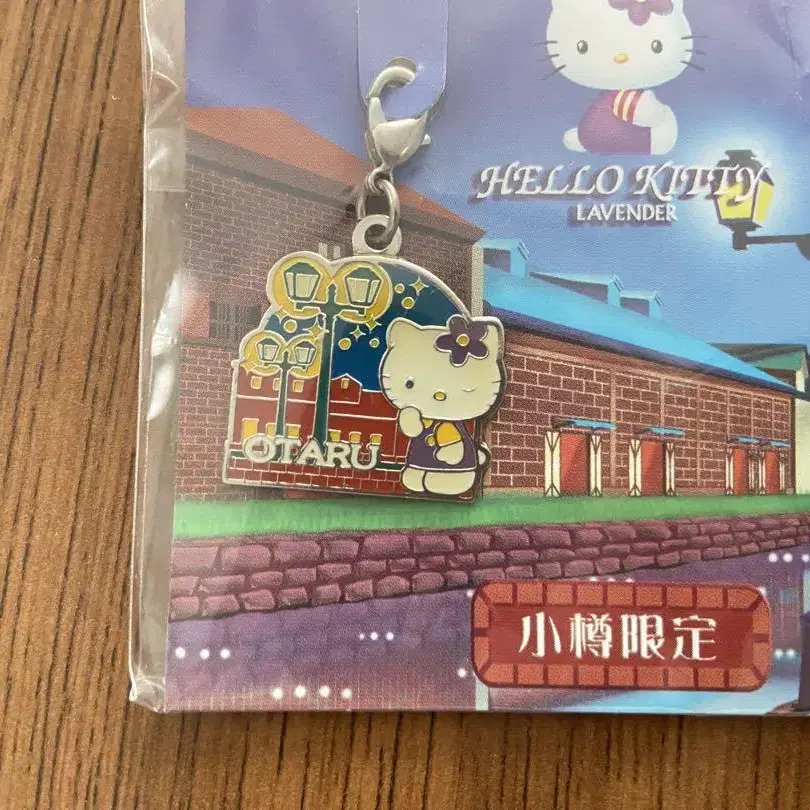 HELLO KITTY
LAVENDER
OTARU
小樽限定